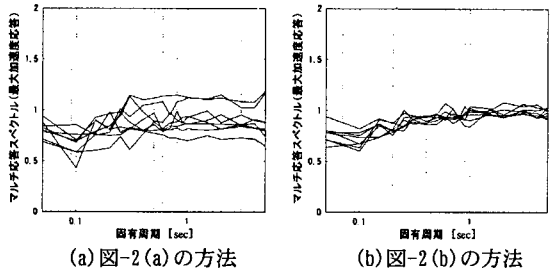 マルチ応答スペクトル(最大加速度応答)
2
1.5
1
0.5
0
0.1
1
固有周期 [sec]
(a)図-2(a)の方法
マルチ応答スペクトル(最大加速度応答)
2
1.5
1
0.5
0
0.1
1
固有周期 [sec]
(b)図-2(b)の方法